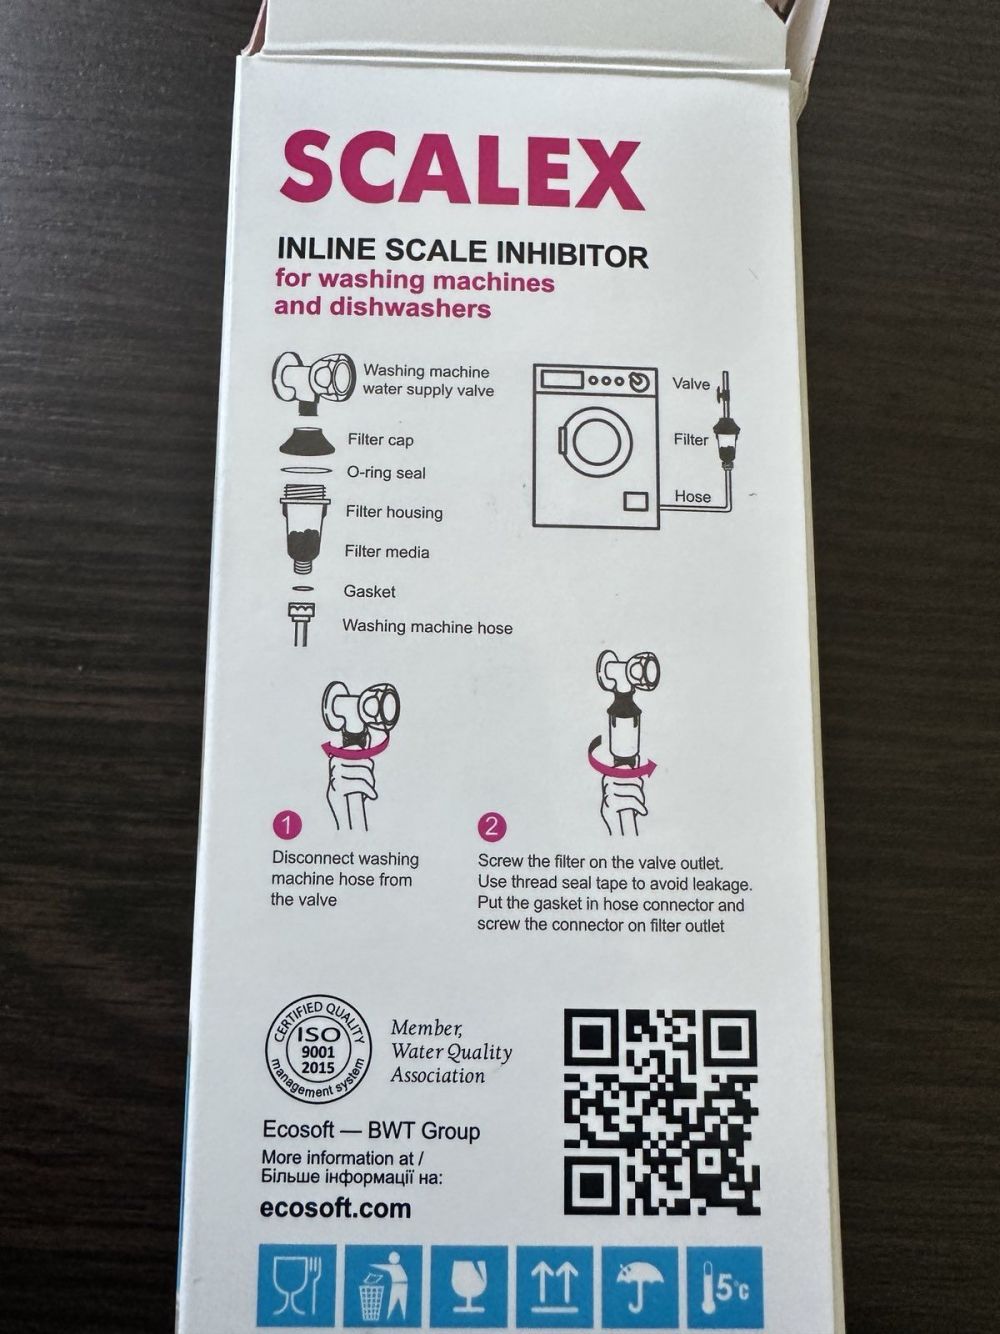 SCALEX
INLINE SCALE INHIBITOR
for washing machines
and dishwashers
Washing machine
water supply valve
Filter cap
O-ring seal
Filter housing
Filter media
Gasket
Washing machine hose
Valve
Filter
Hose
1
Disconnect washing
machine hose from
the valve
2
Screw the filter on the valve outlet.
Use thread seal tape to avoid leakage.
Put the gasket in hose connector and
screw the connector on filter outlet
CERTIFIED QUALITY
ISO
9001
2015
management system
Member,
Water Quality
Association
Ecosoft — BWT Group
More information at /
Більше інформації на:
ecosoft.com
5°C